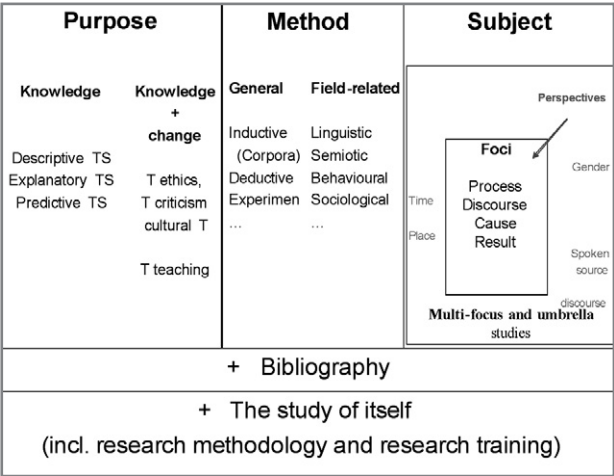 Purpose
Knowledge
Descriptive TS
Explanatory TS
Predictive TS
Knowledge
+
change
T ethics,
T criticism
cultural T
T teaching
Method
General
Inductive
(Corpora)
Deductive
Experimen
...
Field-related
Linguistic
Semiotic
Behavioural
Sociological
...
Subject
Perspectives
Foci
Process
Discourse
Cause
Result
Time
Place
Gender
Spoken
source
discourse
Multi-focus and umbrella
studies
+ Bibliography
+ The study of itself
(incl. research methodology and research training)